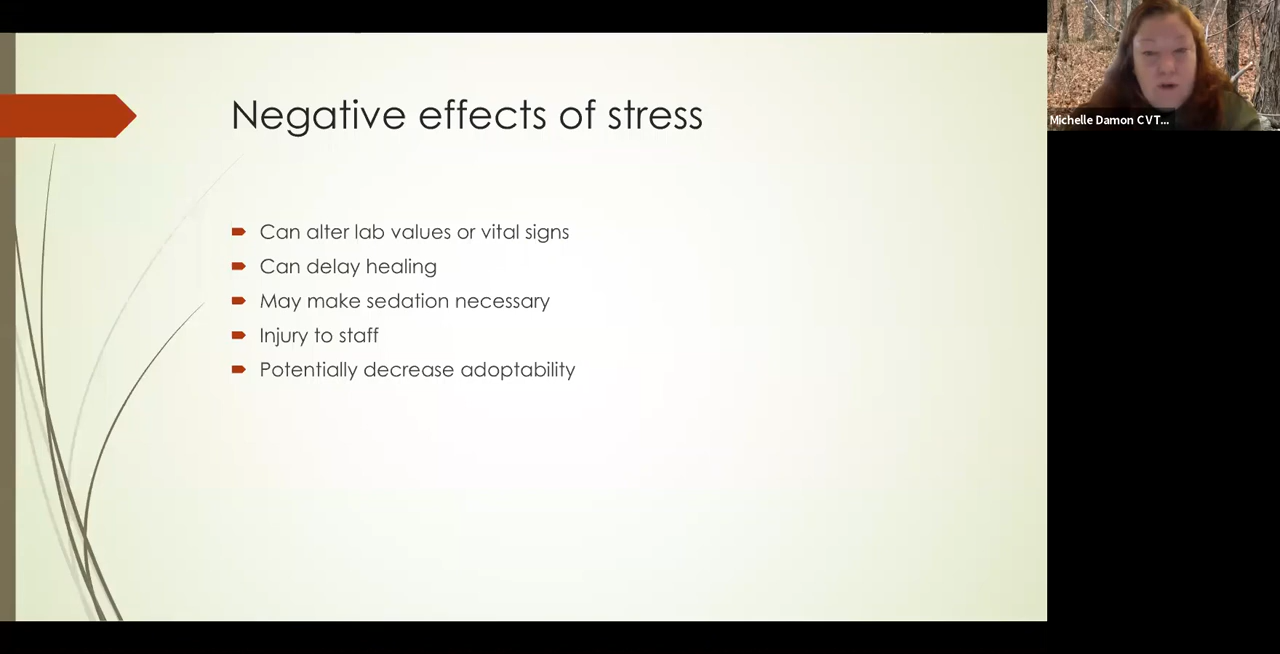 Negative effects of stress
Can alter lab values or vital signs
Can delay healing
May make sedation necessary
Injury to staff
Potentially decrease adoptability
Michelle Damon CVT...